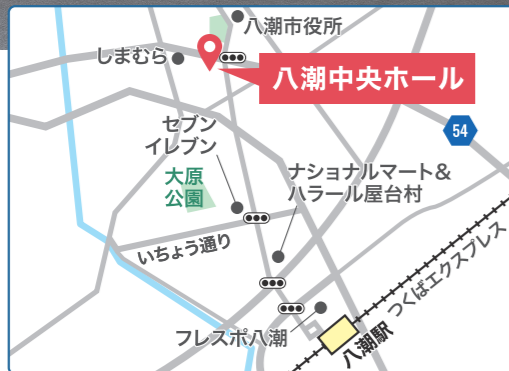 八潮市役所
しまむら
八潮中央ホール
54
セブン
イレブン
大原
公園
ナショナルマート＆
ハラール屋台村
いちょう通り
つくばエクスプレス
フレスポ八潮
八潮駅